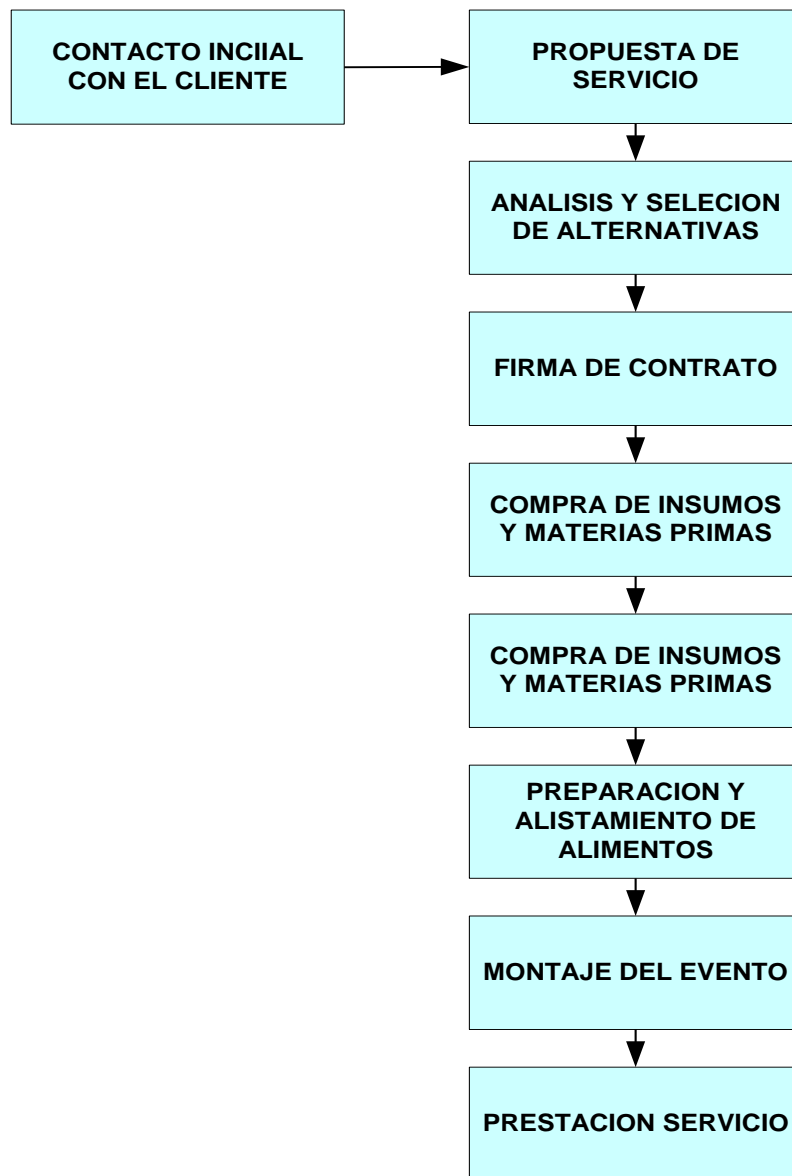 CONTACTO INCIIAL
CON EL CLIENTE
PROPUESTA DE
SERVICIO
ANALISIS Y SELECION
DE ALTERNATIVAS
FIRMA DE CONTRATO
COMPRA DE INSUMOS
Y MATERIAS PRIMAS
COMPRA DE INSUMOS
Y MATERIAS PRIMAS
PREPARACION Y
ALISTAMIENTO DE
ALIMENTOS
MONTAJE DEL EVENTO
PRESTACION SERVICIO